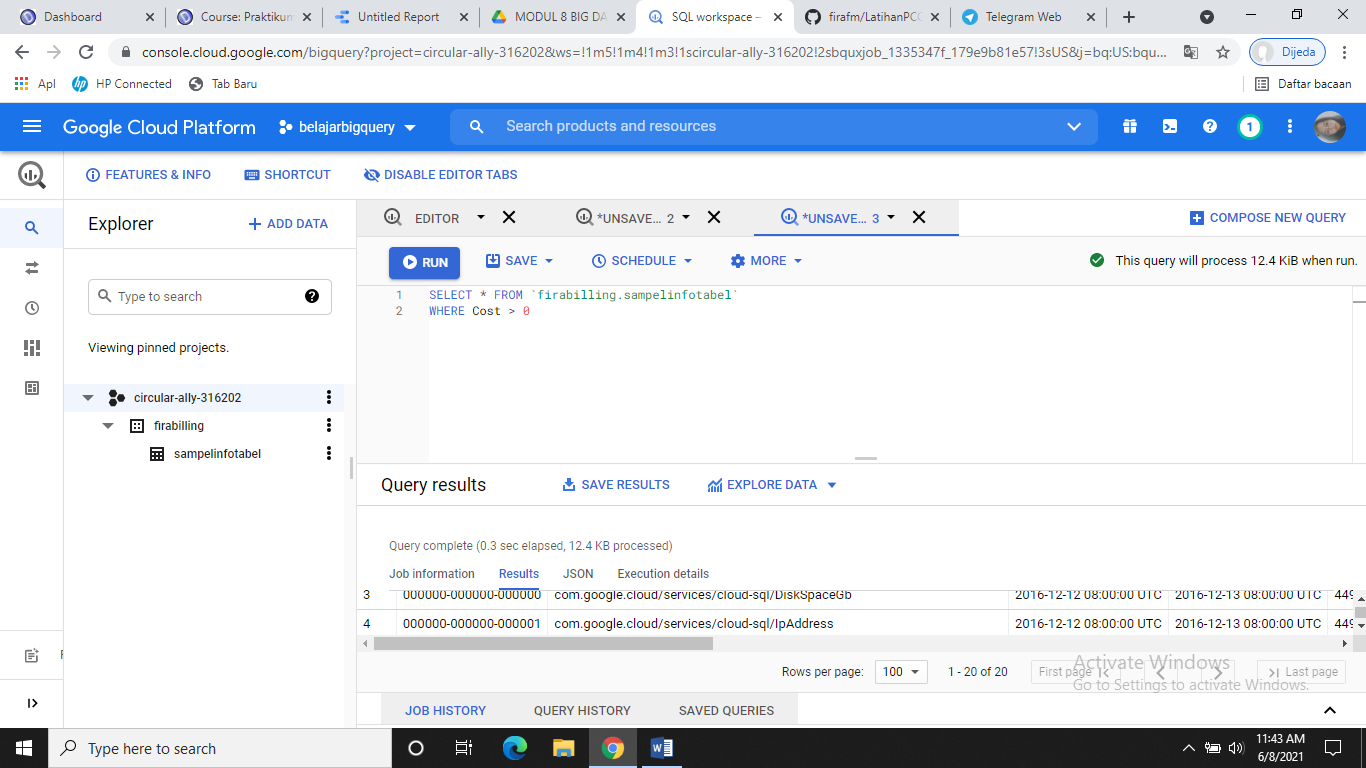 Dashboard
Course: Praktikun
Untitled Report
MODUL 8 BIG DA
SQL workspace –
firafm/LatihanPCC
Telegram Web
console.cloud.google.com/bigquery?project=circular-ally-316202&ws=!1m5!1m4!1m3!1scircular-ally-316202!2sbquxjob_1335347f_179e9b81e57!3sUS&j=bq:US:bqu...
Dijeda
Apl
HP Connected
Tab Baru
Daftar bacaan
Google Cloud Platform
belajarbigquery
Search products and resources
1
FEATURES & INFO
SHORTCUT
DISABLE EDITOR TABS
Explorer
+ ADD DATA
EDITOR
*UNSAVE... 2
*UNSAVE... 3
COMPOSE NEW QUERY
RUN
SAVE
SCHEDULE
MORE
This query will process 12.4 KiB when run.
Type to search
Viewing pinned projects.
circular-ally-316202
firabilling
sampelinfotabel
1 SELECT * FROM `firabilling.sampelinfotabel`
2 WHERE Cost > 0
Query results
SAVE RESULTS
EXPLORE DATA
Query complete (0.3 sec elapsed, 12.4 KB processed)
Job information
Results
JSON
Execution details
3 000000-000000-000000 com.google.cloud/services/cloud-sql/DiskSpaceGb 2016-12-12 08:00:00 UTC 2016-12-13 08:00:00 UTC 449
4 000000-000000-000001 com.google.cloud/services/cloud-sql/IpAddress 2016-12-12 08:00:00 UTC 2016-12-13 08:00:00 UTC 449
Rows per page: 100
1 - 20 of 20
First page
Last page
Activate Windows
Go to Settings to activate Windows.
JOB HISTORY
QUERY HISTORY
SAVED QUERIES
Type here to search
11:43 AM
6/8/2021